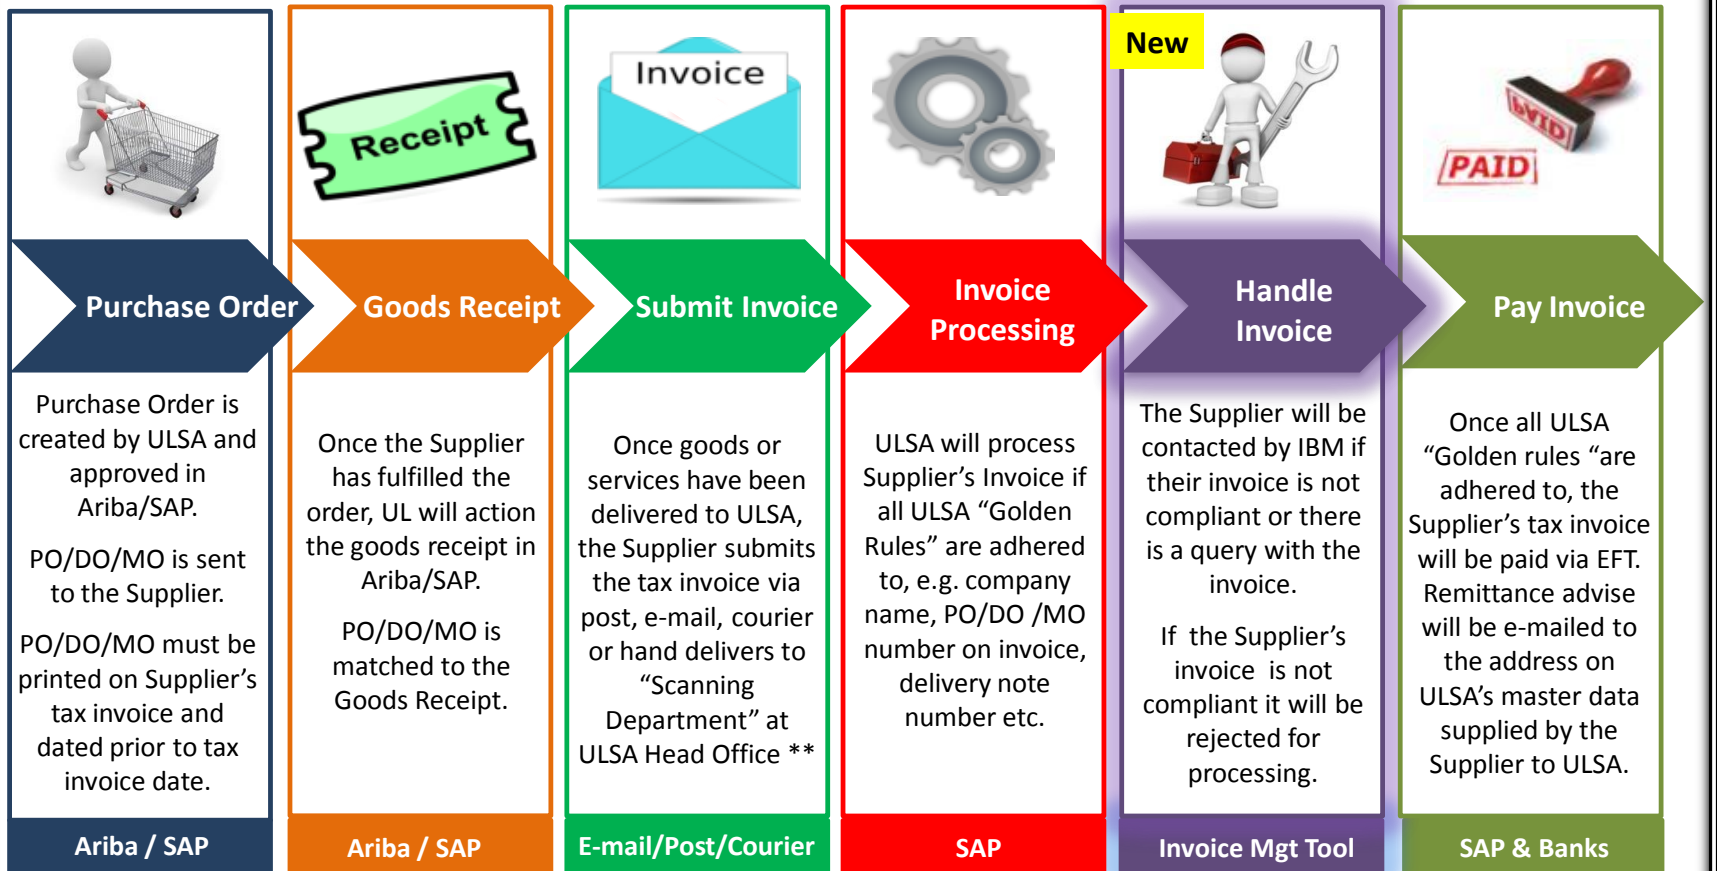 Purchase Order
Purchase Order is
created by ULSA and
approved in
Ariba/SAP.
PO/DO/MO is sent
to the Supplier.
PO/DO/MO must be
printed on Supplier’s
tax invoice and
dated prior to tax
invoice date.
Ariba / SAP
Receipt
Goods Receipt
Once the Supplier
has fulfilled the
order, UL will action
the goods receipt in
Ariba/SAP.
PO/DO/MO is
matched to the
Goods Receipt.
Ariba / SAP
Invoice
Submit Invoice
Once goods or
services have been
delivered to ULSA,
the Supplier submits
the tax invoice via
post, e-mail, courier
or hand delivers to
“Scanning
Department” at
ULSA Head Office **
E-mail/Post/Courier
Invoice
Processing
ULSA will process
Supplier’s Invoice if
all ULSA “Golden
Rules” are adhered
to, e.g. company
name, PO/DO /MO
number on invoice,
delivery note
number etc.
SAP
New
Handle
Invoice
The Supplier will be
contacted by IBM if
their invoice is not
compliant or there
is a query with the
invoice.
If the Supplier’s
invoice is not
compliant it will be
rejected for
processing.
Invoice Mgt Tool
PAID
PAID
Pay Invoice
Once all ULSA
“Golden rules “are
adhered to, the
Supplier’s tax invoice
will be paid via EFT.
Remittance advise
will be e-mailed to
the address on
ULSA’s master data
supplied by the
Supplier to ULSA.
SAP & Banks